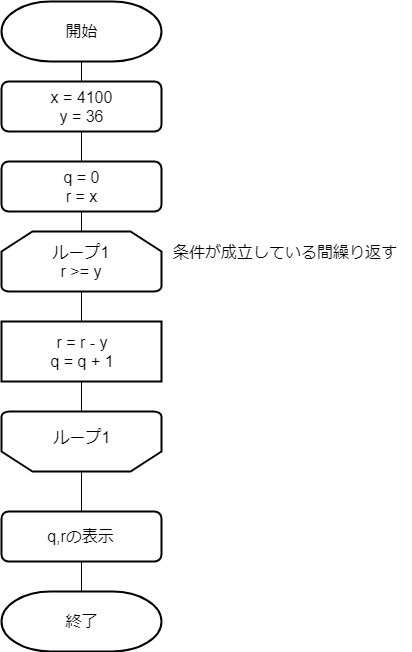 開始
x = 4100
y = 36
q = 0
r = x
ループ1
r >= y
条件が成立している間繰り返す
r = r - y
q = q + 1
ループ1
q,rの表示
終了